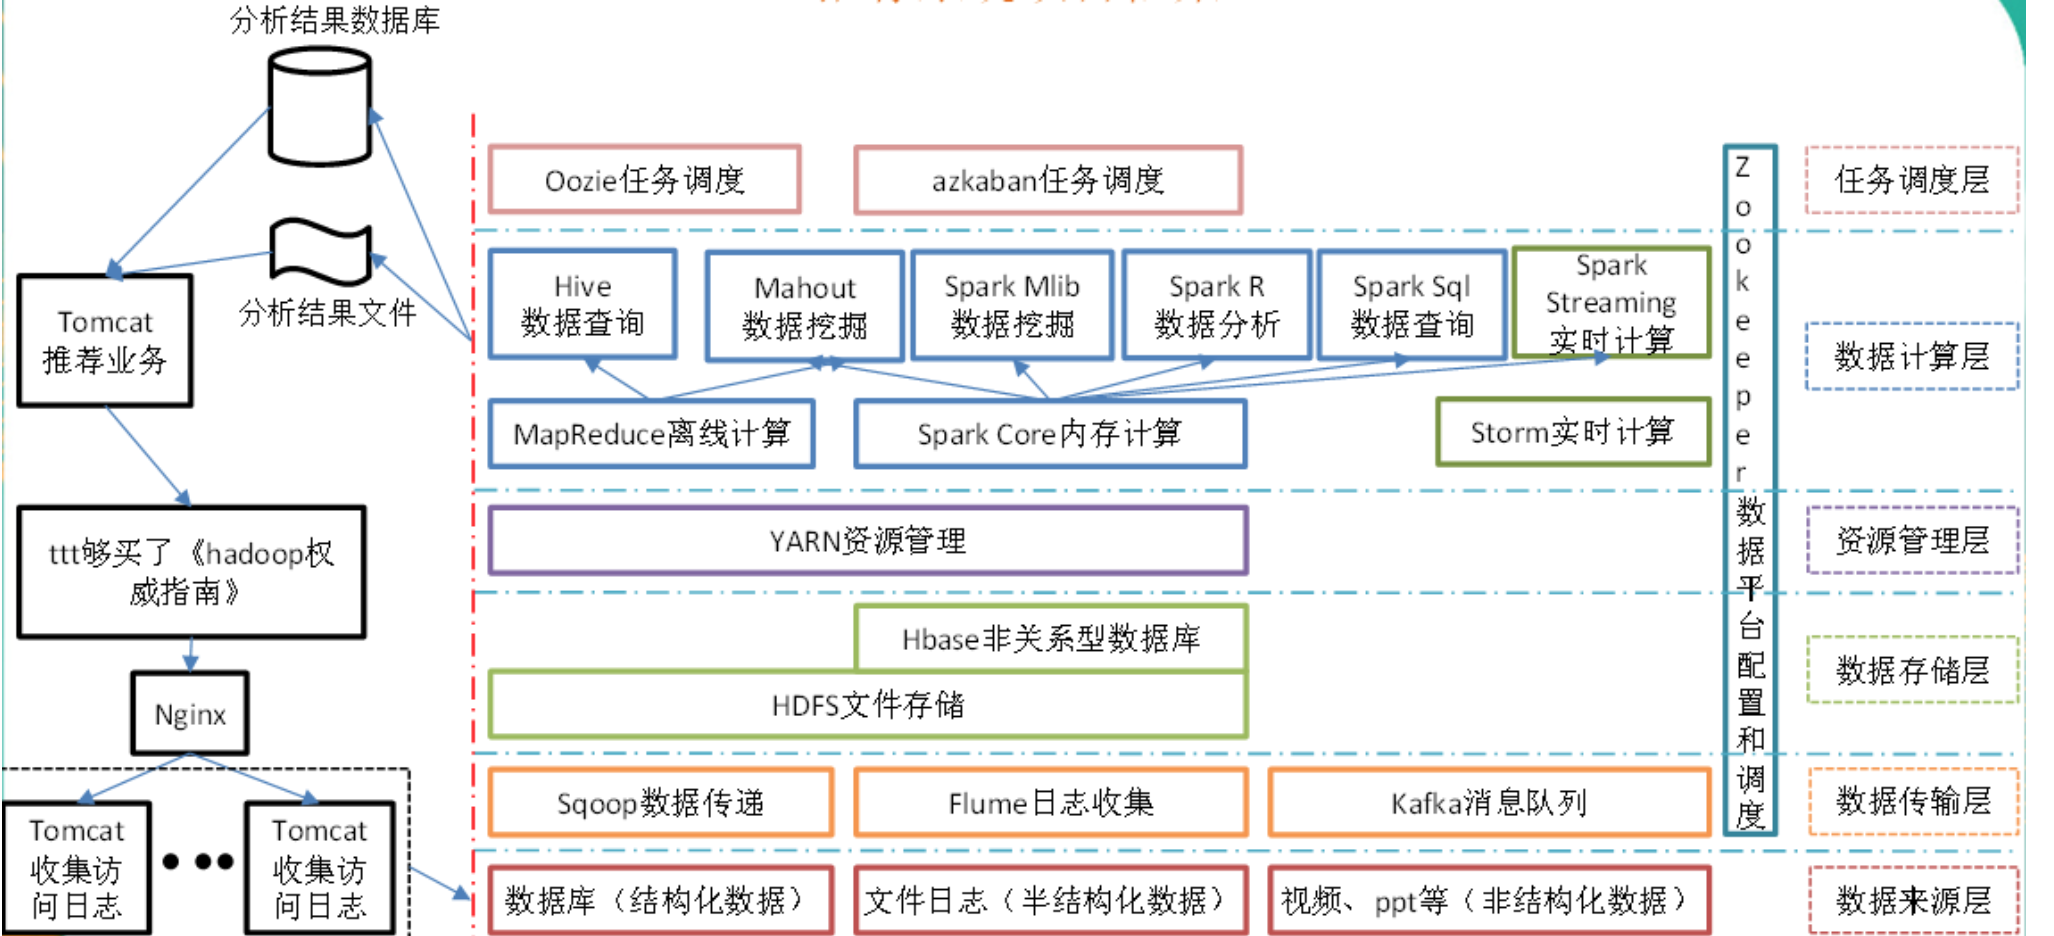 分析结果数据库
分析结果文件
Tomcat
推荐业务
ttt够买了《hadoop权
威指南》
Nginx
Tomcat
收集访
问日志
Tomcat
收集访
问日志
Oozie任务调度
azkaban任务调度
任务调度层
Hive
数据查询
Mahout
数据挖掘
Spark Mlib
数据挖掘
Spark R
数据分析
Spark Sql
数据查询
Spark
Streaming
实时计算
MapReduce离线计算
Spark Core内存计算
Storm实时计算
数据计算层
YARN资源管理
资源管理层
Hbase非关系型数据库
HDFS文件存储
数据存储层
Sqoop数据传递
Flume日志收集
Kafka消息队列
数据传输层
数据库（结构化数据）
文件日志（半结构化数据）
视频、ppt等（非结构化数据）
数据来源层
Zookeeper数据平台配置和调度